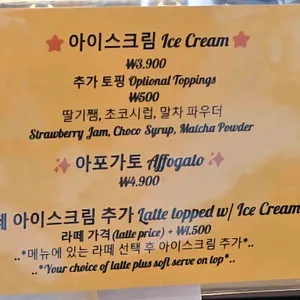 아이스크림 Ice Cream
₩3.900
추가 토핑 Optional Toppings
₩500
딸기쨈, 초코시럽, 말차 파우더
Strawberry Jam, Choco Syrup, Matcha Powder
아포가토 Affogato
₩4.900
아이스크림 추가 Latte topped w/ Ice Cream
라떼 가격 (latte price) + ₩1.500
..*메뉴에 있는 라떼 선택 후 아이스크림 추가*..
..*Your choice of latte plus soft serve on top*..